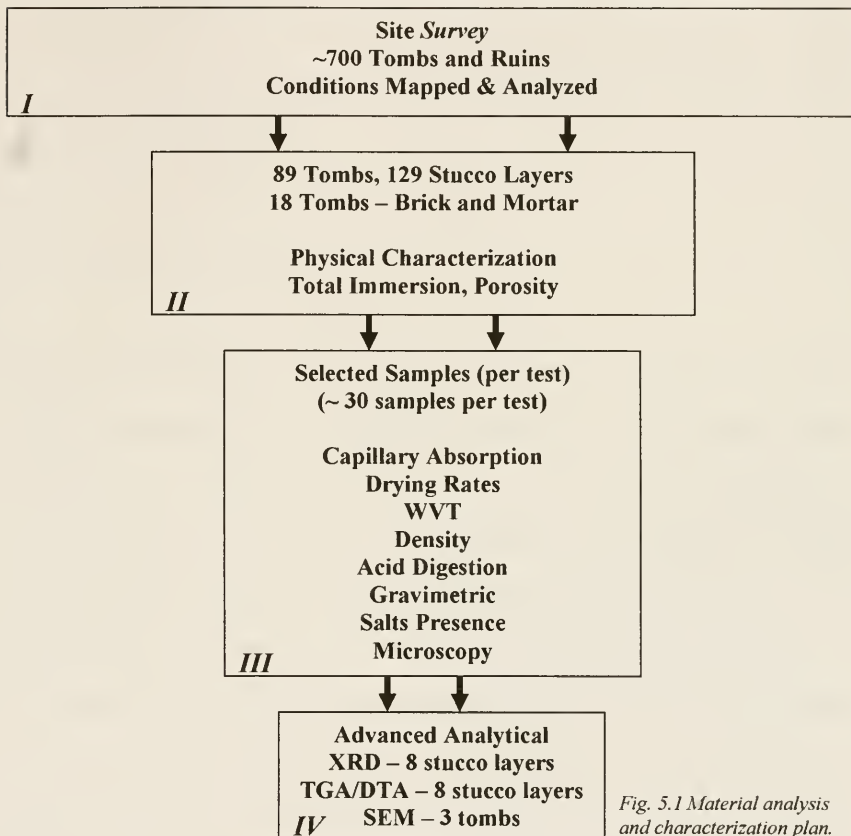 Site Survey
~700 Tombs and Ruins
Conditions Mapped & Analyzed
I
89 Tombs, 129 Stucco Layers
18 Tombs – Brick and Mortar
Physical Characterization
Total Immersion, Porosity
II
Selected Samples (per test)
(~ 30 samples per test)
Capillary Absorption
Drying Rates
WVT
Density
Acid Digestion
Gravimetric
Salts Presence
Microscopy
III
Advanced Analytical
XRD – 8 stucco layers
TGA/DTA – 8 stucco layers
SEM – 3 tombs
IV
Fig. 5.1 Material analysis
and characterization plan.